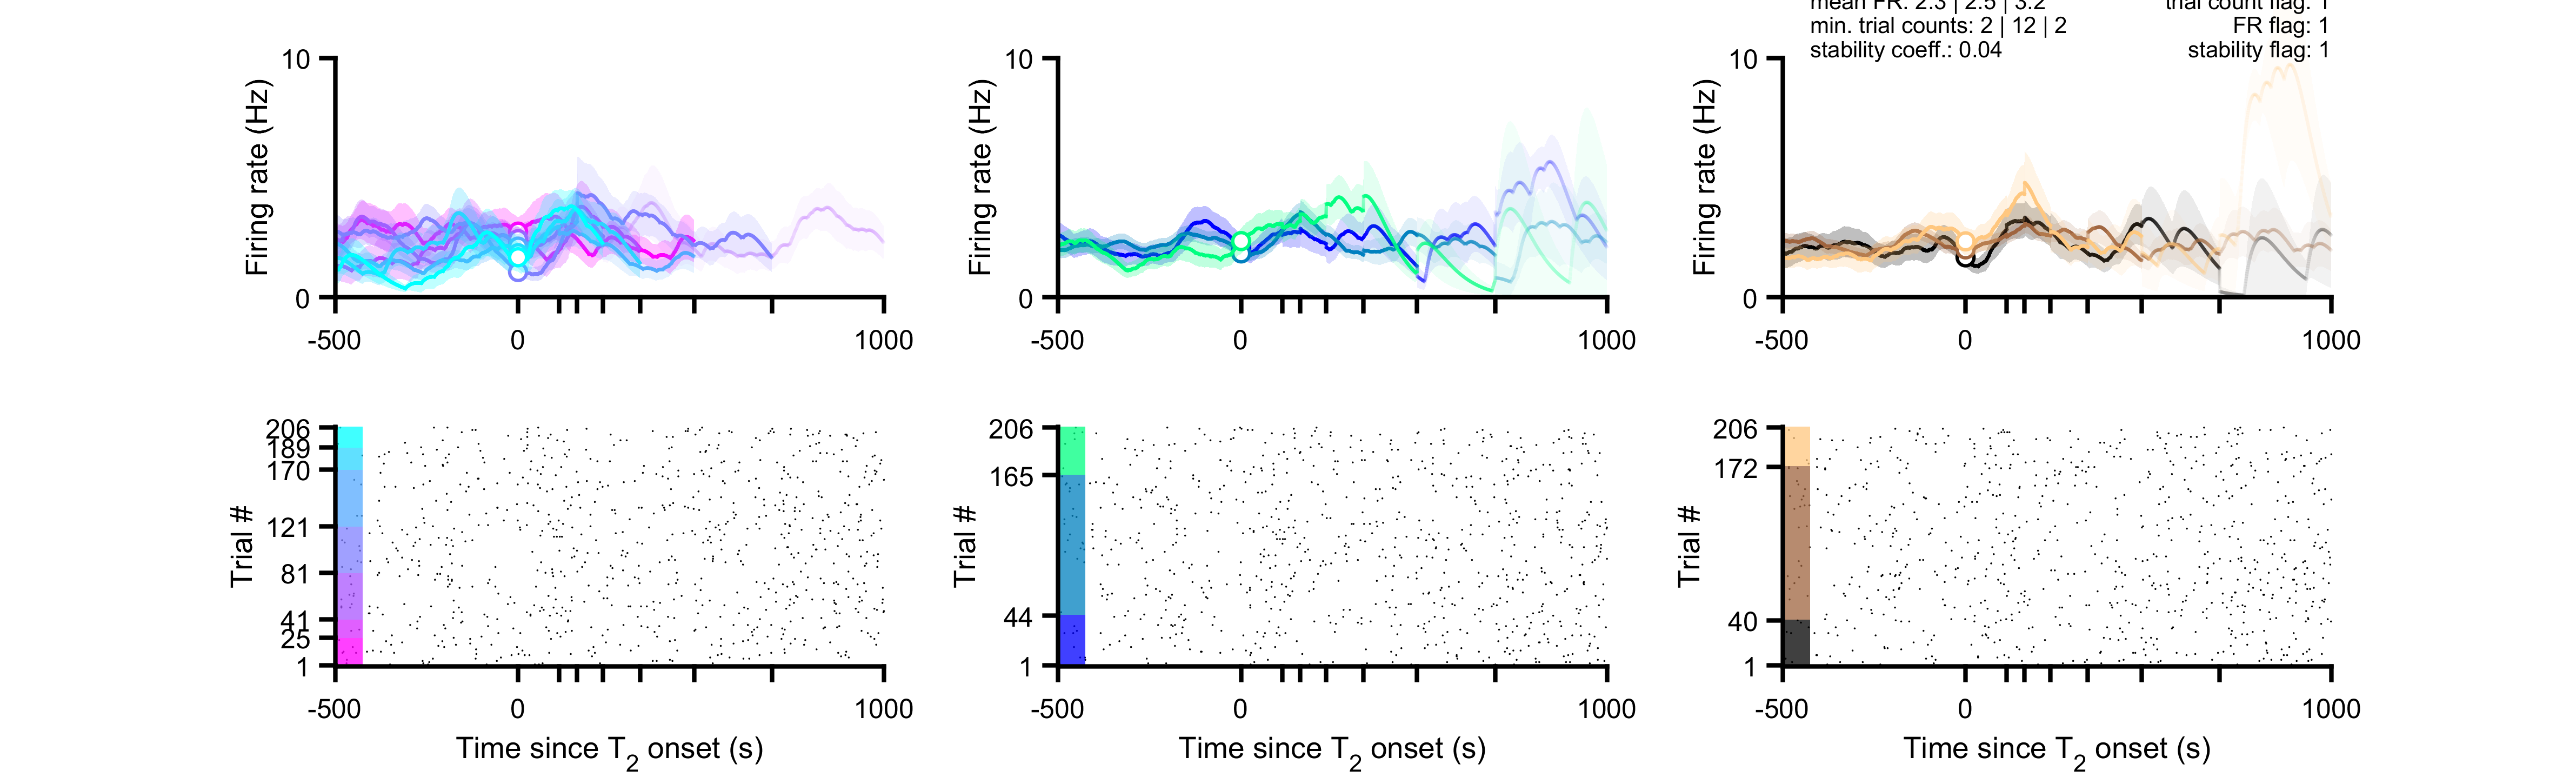 mean FR: 2.3 | 2.5 | 3.2
trial count flag: 1
min. trial counts: 2 | 12 | 2
FR flag: 1
stability coeff.: 0.04
stability flag: 1
10
Firing rate (Hz)
0
-500
0
1000
10
Firing rate (Hz)
0
-500
0
1000
10
Firing rate (Hz)
0
-500
0
1000
206
189
170
121
81
41
25
1
Trial #
-500
0
1000
Time since T2 onset (s)
206
165
44
1
Trial #
-500
0
1000
Time since T2 onset (s)
206
172
40
1
Trial #
-500
0
1000
Time since T2 onset (s)